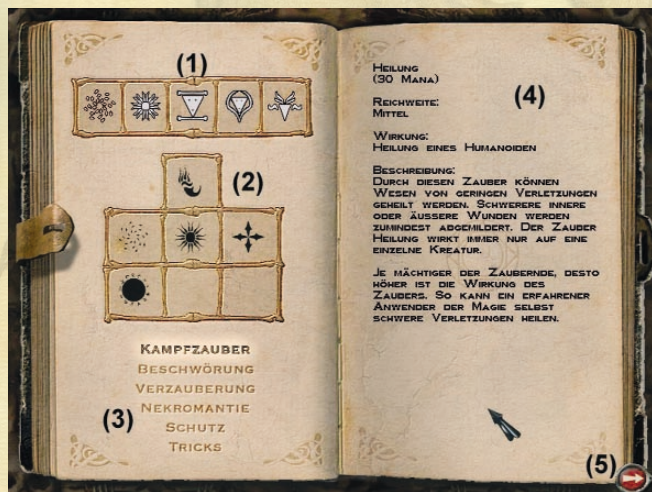 (1)
(2)
Kampfzauber
Beschwörung
Verzauberung
Nekromantie
Schutz
Tricks
(3)
Heilung
(30 Mana)
(4)
Reichweite:
Mittel
Wirkung:
Heilung eines Humanoiden
Beschreibung:
Durch diesen Zauber können
Wesen von geringen Verletzungen
geheilt werden. Schwerere innere
oder äussere Wunden werden
zumindest abgemildert. Der Zauber
Heilung wirkt immer nur auf eine
einzelne Kreatur.
Je mächtiger der Zaubernde, desto
höher ist die Wirkung des
Zaubers. So kann ein erfahrener
Anwender der Magie selbst
schwere Verletzungen heilen.
(5)